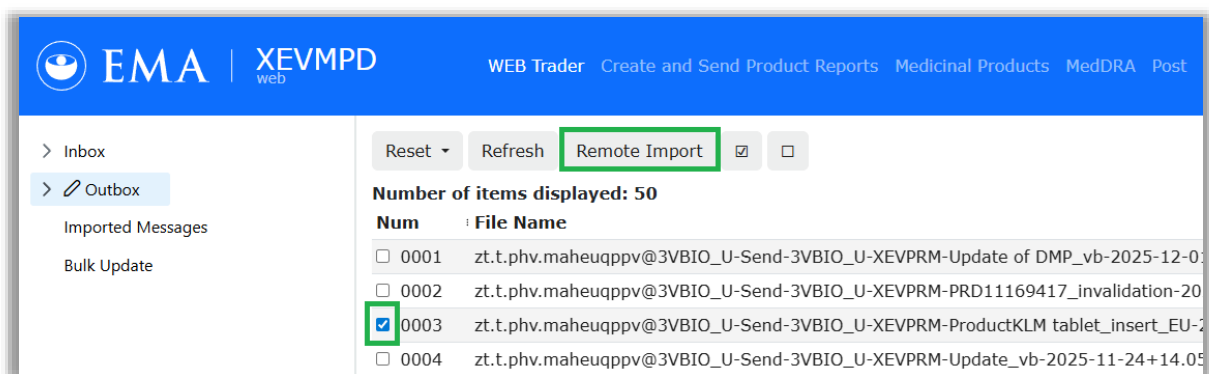 EMA | XEVMPD
web
WEB Trader Create and Send Product Reports Medicinal Products MedDRA Post
Inbox
Outbox
Imported Messages
Bulk Update
Reset Refresh Remote Import
Number of items displayed: 50
Num File Name
0001 zt.t.phv.maheuqppv@3VBIO_U-Send-3VBIO_U-XEVPRM-Update of DMP_vb-2025-12-01
0002 zt.t.phv.maheuqppv@3VBIO_U-Send-3VBIO_U-XEVPRM-PRD11169417_invalidation-20
0003 zt.t.phv.maheuqppv@3VBIO_U-Send-3VBIO_U-XEVPRM-ProductKLM tablet_insert_EU-2
0004 zt.t.phv.maheuqppv@3VBIO_U-Send-3VBIO_U-XEVPRM-Update_vb-2025-11-24+14.05